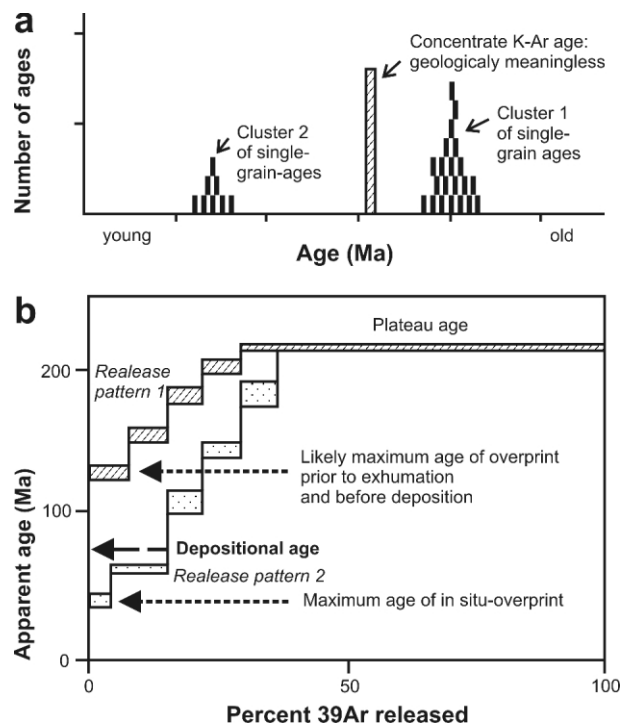 a
Number of ages
Concentrate K-Ar age:
geologicaly meaningless
Cluster 2
of single-
grain-ages
Cluster 1
of single-
grain ages
young
old
Age (Ma)
b
Apparent age (Ma)
200
100
0
Plateau age
Realease
pattern 1
Likely maximum age of overprint
prior to exhumation
and before deposition
Depositional age
Realease pattern 2
Maximum age of in situ-overprint
0
50
100
Percent 39Ar released